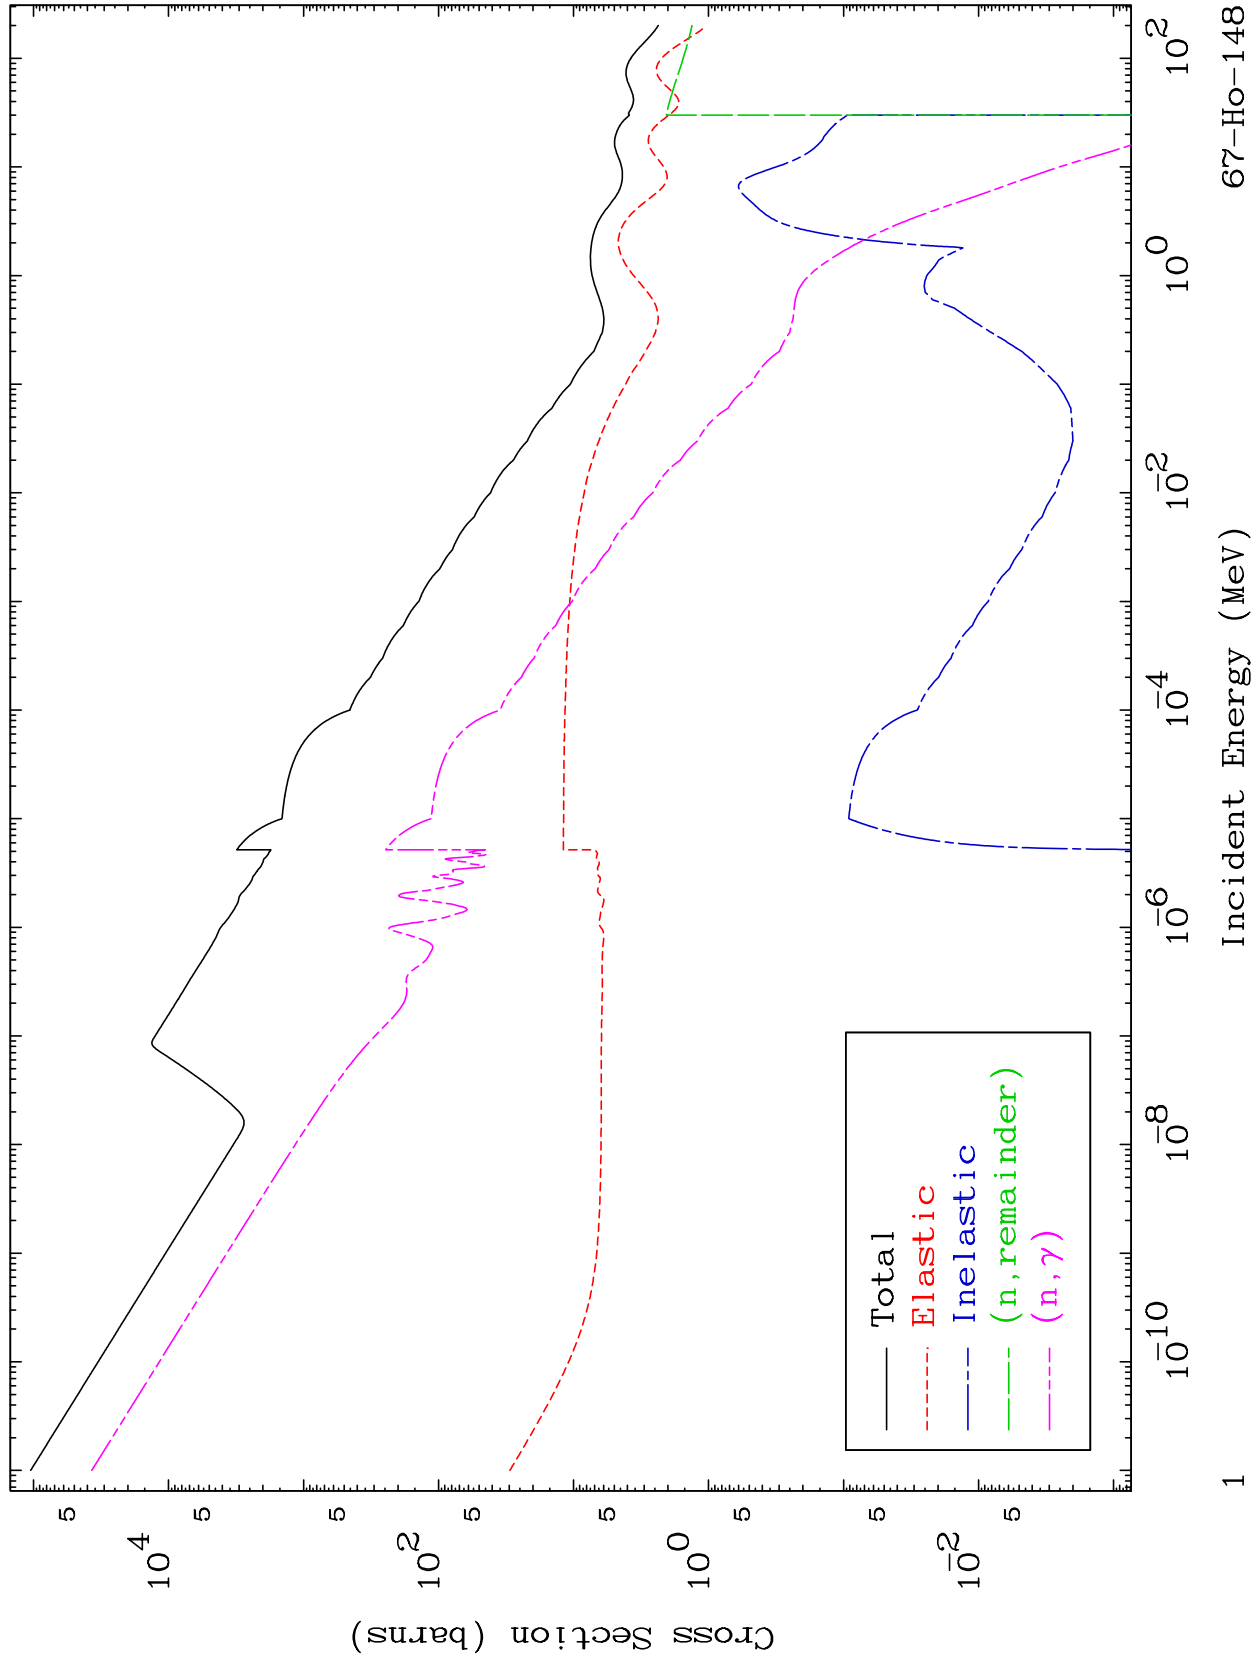 Cross Section (barns)
5
10^4
5
10^2
5
5
10^0
5
5
10^-2
5
Total
Elastic
Inelastic
(n,remainder)
(n,γ)
10^-10
10^-8
10^-6
10^-4
10^-2
10^0
10^2
Incident Energy (MeV)
1
67-Ho-148